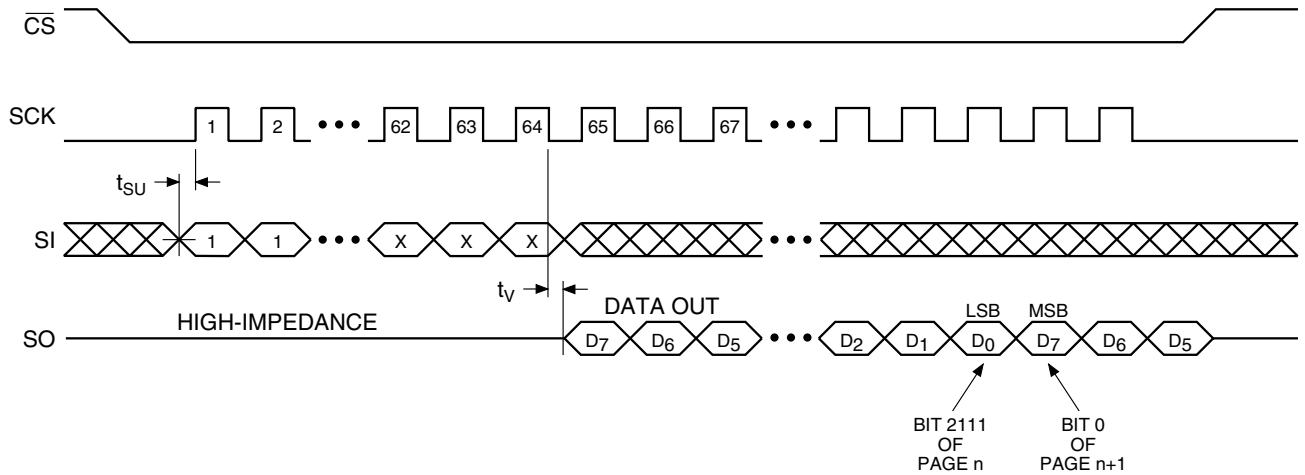 CS
SCK 1 2 ••• 62 63 64 65 66 67 •••
tSU
SI 1 1 ••• X X X •••
tV
DATA OUT
LSB MSB
HIGH-IMPEDANCE
SO D7 D6 D5 ••• D2 D1 D0 D7 D6 D5
BIT 2111
OF
PAGE n
BIT 0
OF
PAGE n+1